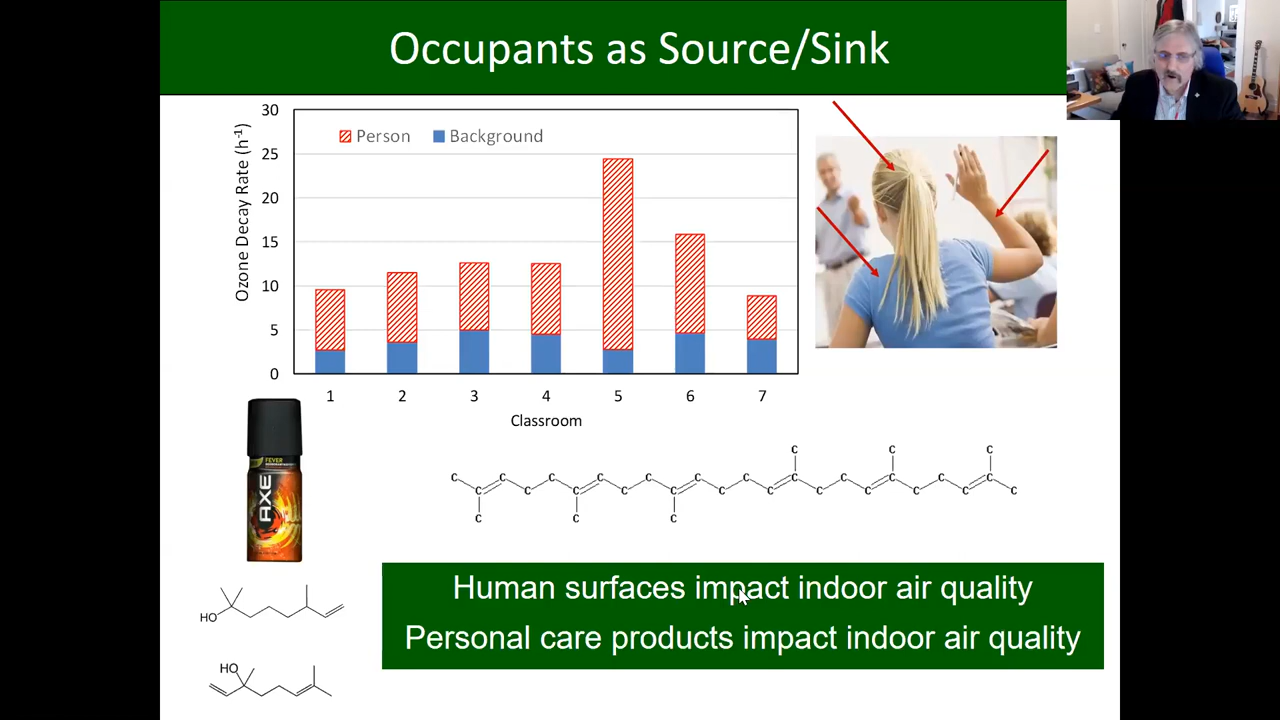 Occupants as Source/Sink
Ozone Decay Rate (h-1)
30
25
20
15
10
5
0
Person Background
1 2 3 4 5 6 7
Classroom
FEVER
AXE
C C C
C C C C C C C C C C C C C C C C C C C C C C C C
C C C
HO
HO
Human surfaces impact indoor air quality
Personal care products impact indoor air quality